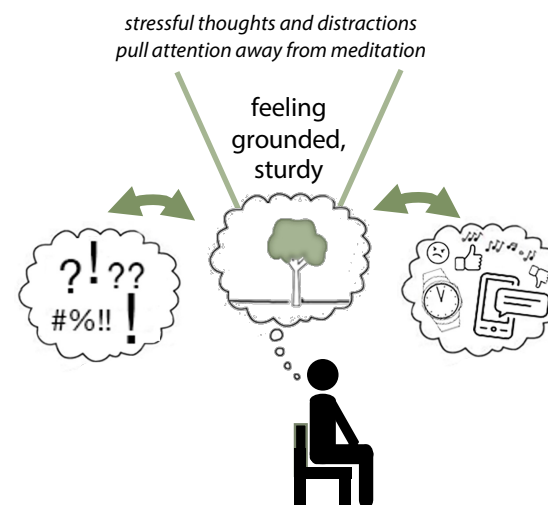 stressful thoughts and distractions
pull attention away from meditation
feeling
grounded,
sturdy
?!??
#%!!!